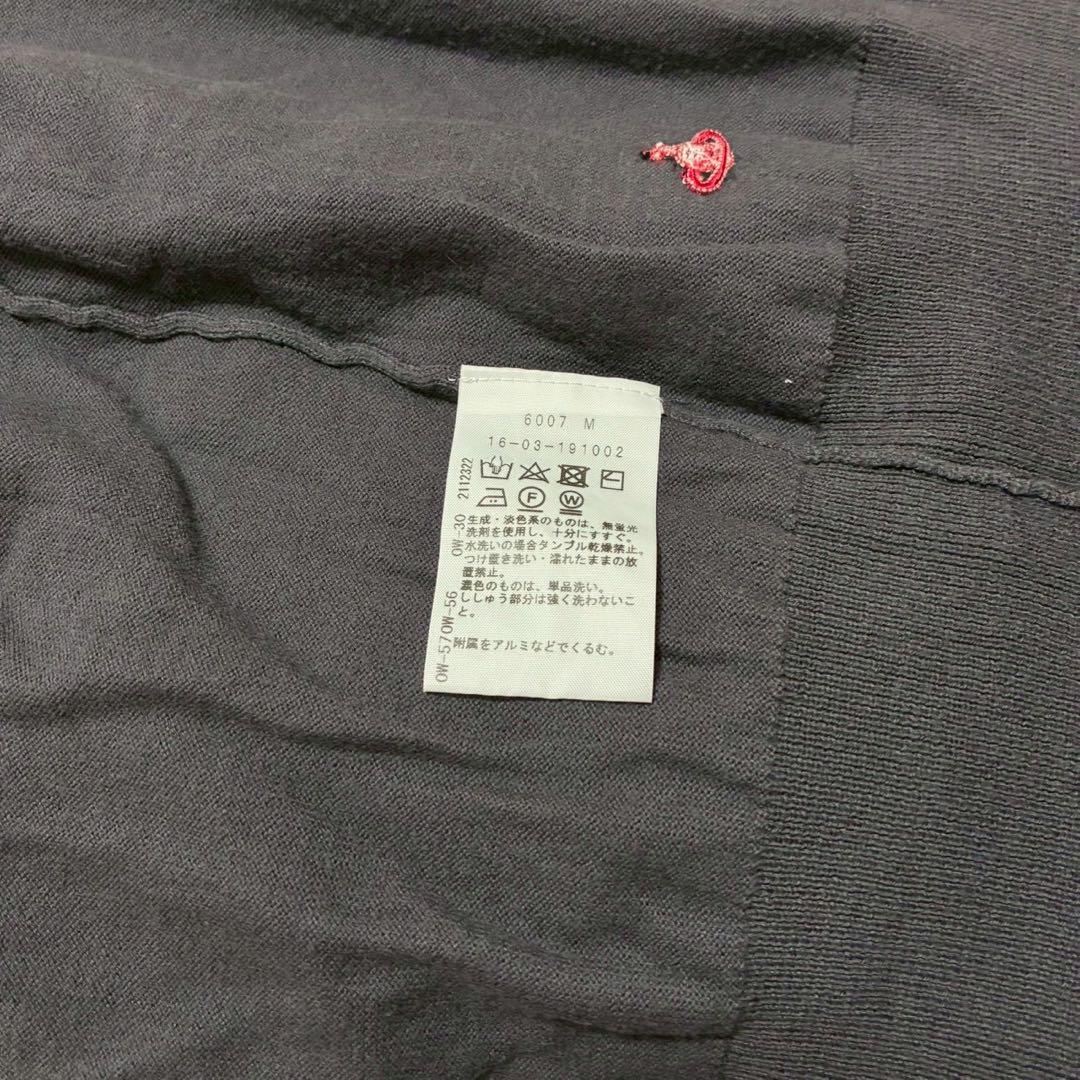 6007 M
16-03-191002
F W
生成・淡色系のものは、無蛍光
洗剤を使用し、十分にすすぐ。
水洗いの場合タンブル乾燥禁止。
つけ置き洗い・濡れたままの放
置禁止。
濃色のものは、単品洗い。
ししゅう部分は強く洗わないこ
と。
附属をアルミなどでくるむ。
OW-57OW-56 OW-30 2112322